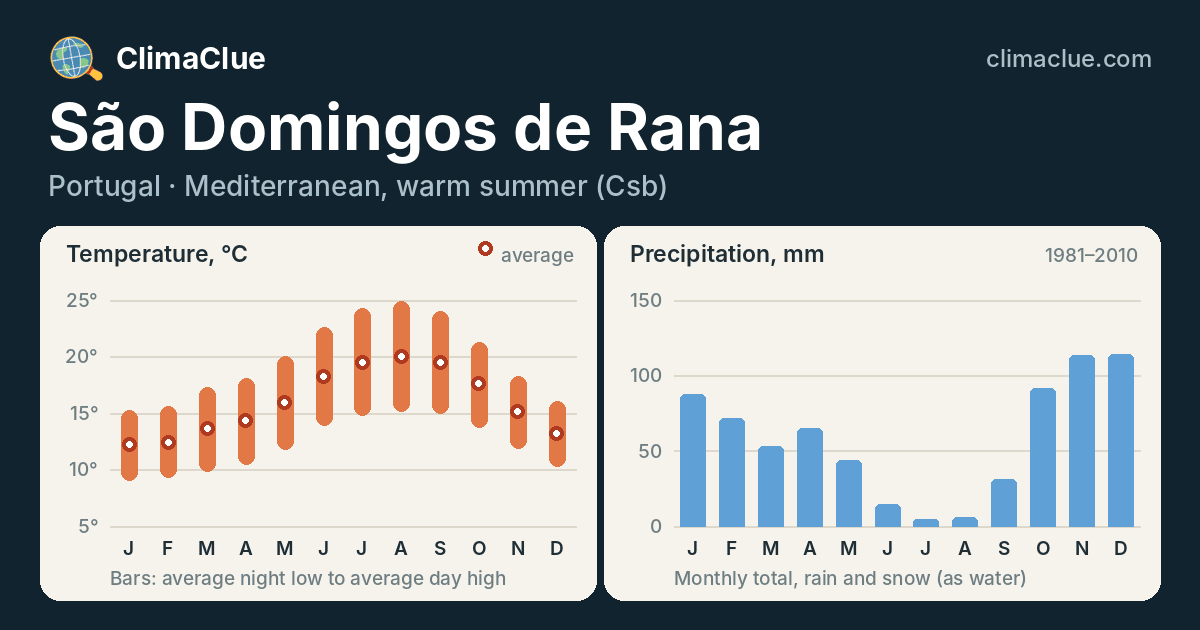 ClimaClue
climaclue.com
São Domingos de Rana
Portugal · Mediterranean, warm summer (Csb)
Temperature, °C
average
25°
20°
15°
10°
5°
J F M A M J J A S O N D
Bars: average night low to average day high
Precipitation, mm
1981–2010
150
100
50
0
J F M A M J J A S O N D
Monthly total, rain and snow (as water)